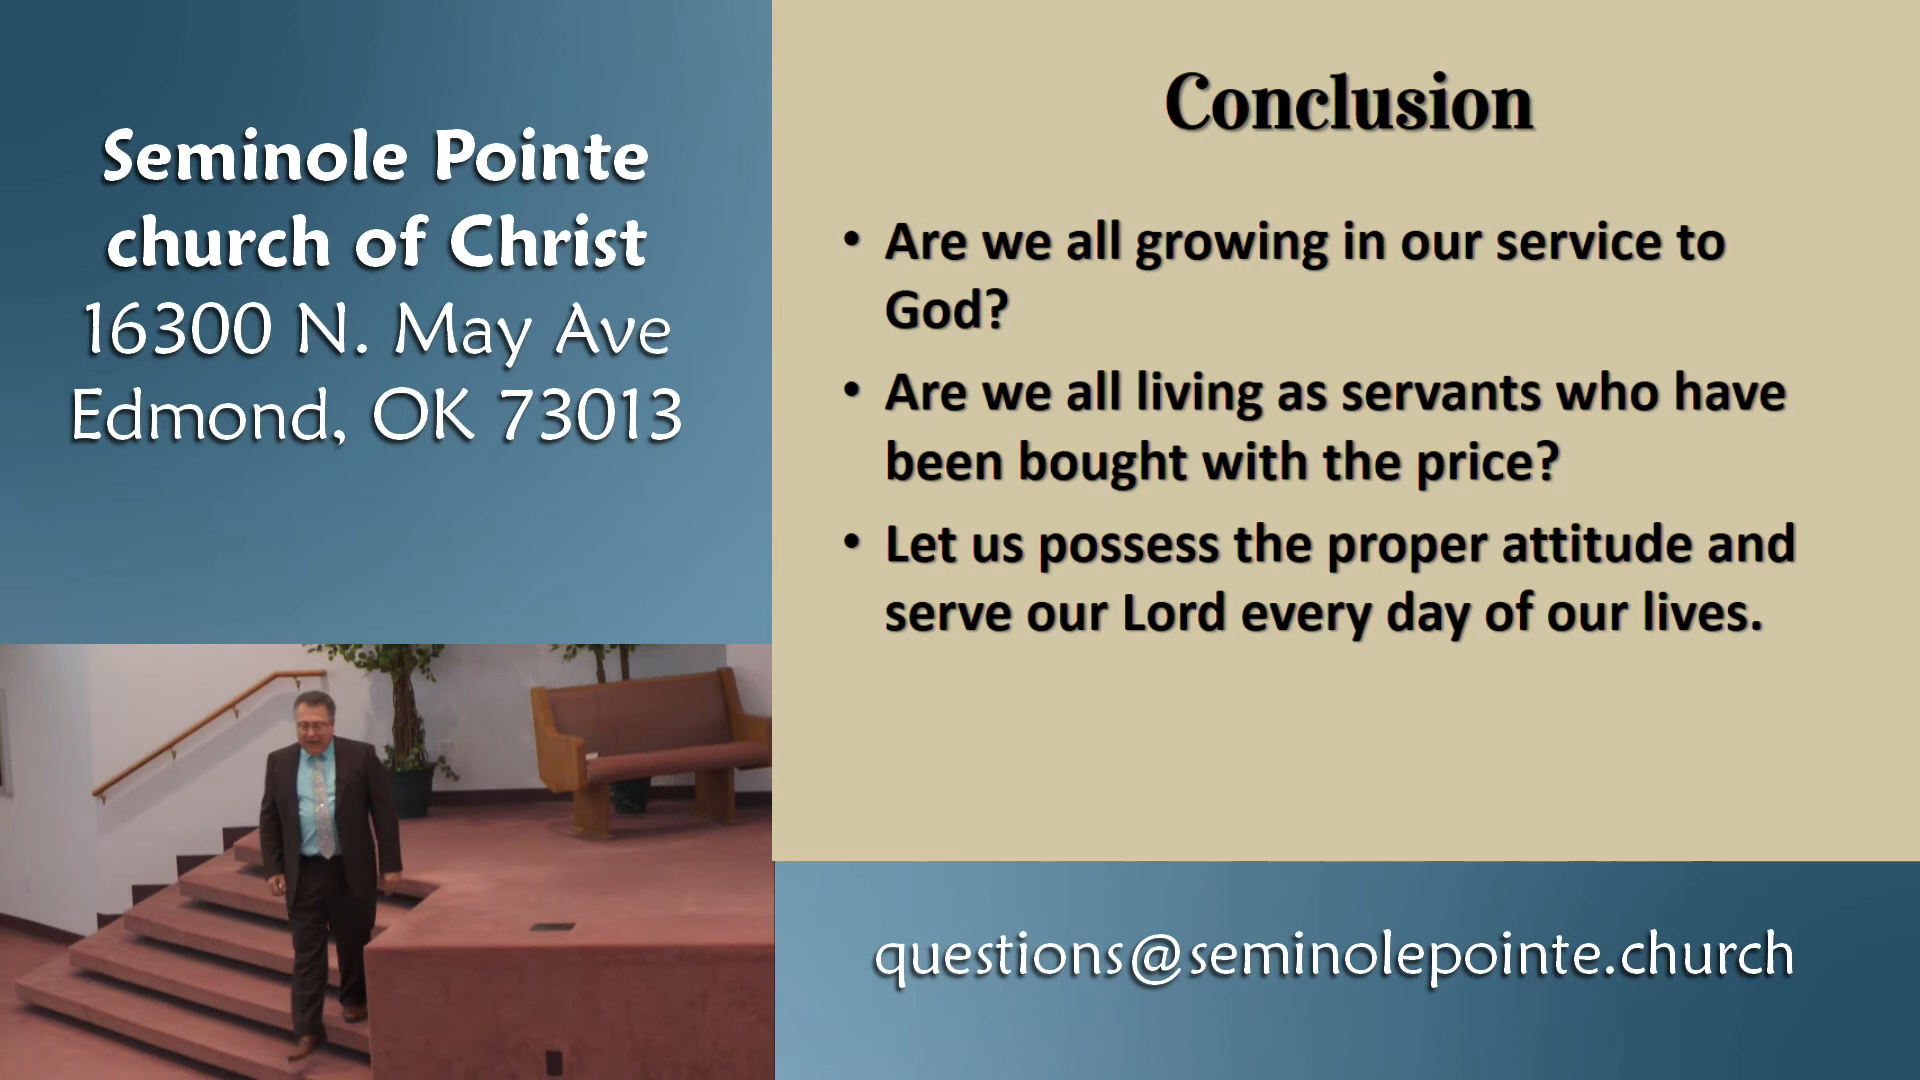 Seminole Pointe
church of Christ
16300 N. May Ave
Edmond, OK 73013
Conclusion
• Are we all growing in our service to
God?
• Are we all living as servants who have
been bought with the price?
• Let us possess the proper attitude and
serve our Lord every day of our lives.
questions@seminolepointe.church